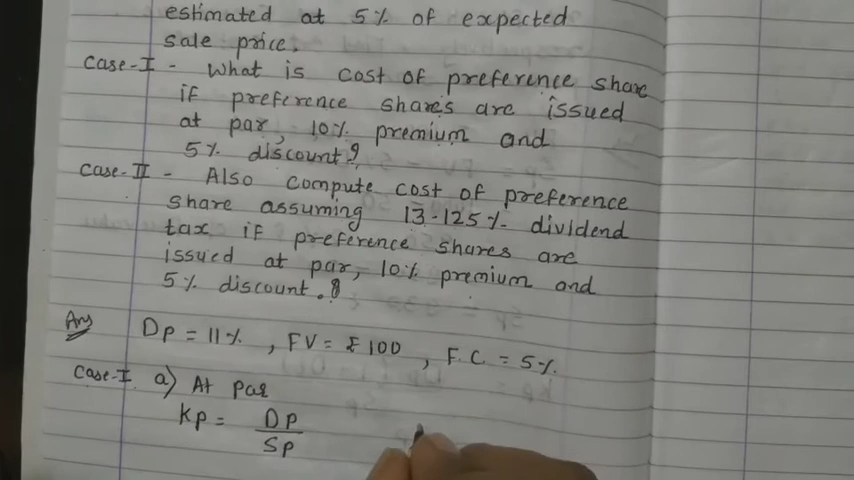 estimated at 5% of expected
sale price.
Case-I - What is cost of preference share
if preference shares are issued
at par, 10% premium and
5% discount?
Case-II - Also compute cost of preference
share assuming 13.125% dividend
tax if preference shares are
issued at par, 10% premium and
5% discount.?
Ans Dp = 11%, FV = ₹100, F.C. = 5%.
Case-I a) At par
Kp = Dp
Sp